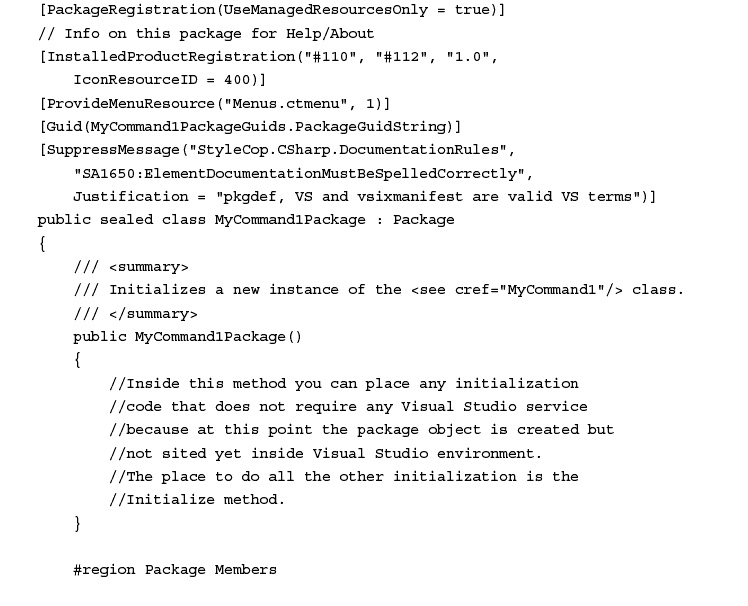 [PackageRegistration(UseManagedResourcesOnly = true)]
// Info on this package for Help/About
[InstalledProductRegistration("#110", "#112", "1.0",
    IconResourceID = 400)]
[ProvideMenuResource("Menus.ctmenu", 1)]
[Guid(MyCommand1PackageGuids.PackageGuidString)]
[SuppressMessage("StyleCop.CSharp.DocumentationRules",
    "SA1650:ElementDocumentationMustBeSpelledCorrectly",
    Justification = "pkgdef, VS and vsixmanifest are valid VS terms")]
public sealed class MyCommand1Package : Package
{
    /// <summary>
    /// Initializes a new instance of the <see cref="MyCommand1"/> class.
    /// </summary>
    public MyCommand1Package()
    {
        //Inside this method you can place any initialization
        //code that does not require any Visual Studio service
        //because at this point the package object is created but
        //not sited yet inside Visual Studio environment.
        //The place to do all the other initialization is the
        //Initialize method.
    }

    #region Package Members